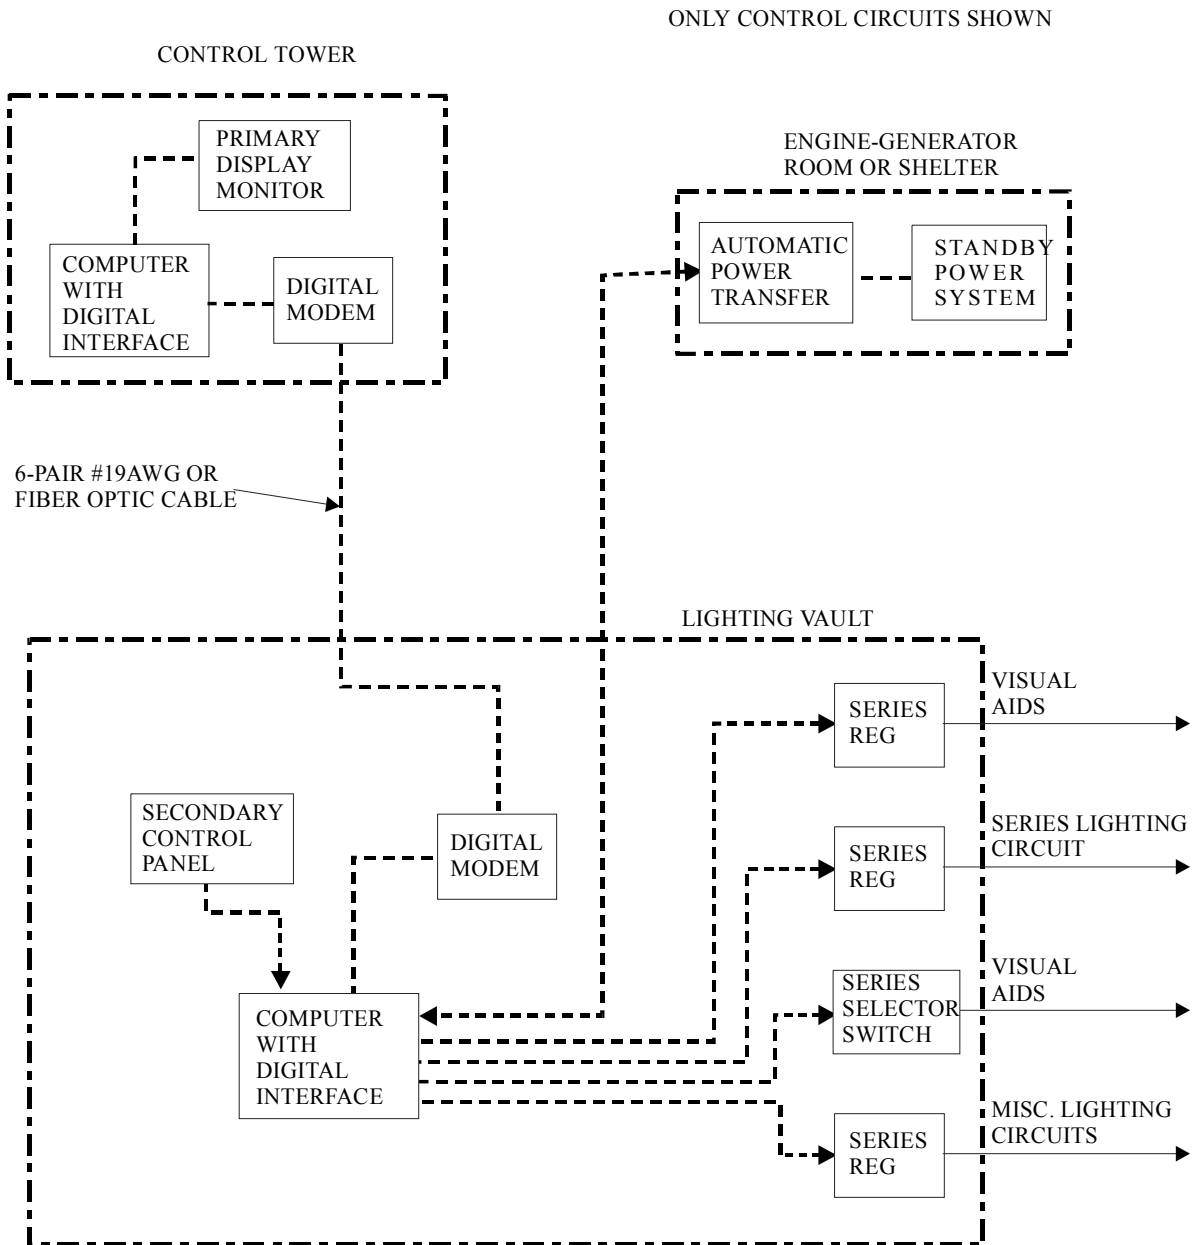 ONLY CONTROL CIRCUITS SHOWN
CONTROL TOWER
PRIMARY
DISPLAY
MONITOR
COMPUTER
WITH
DIGITAL
INTERFACE
DIGITAL
MODEM
ENGINE-GENERATOR
ROOM OR SHELTER
AUTOMATIC
POWER
TRANSFER
STANDBY
POWER
SYSTEM
6-PAIR #19AWG OR
FIBER OPTIC CABLE
LIGHTING VAULT
SERIES
REG
VISUAL
AIDS
SECONDARY
CONTROL
PANEL
DIGITAL
MODEM
SERIES
REG
SERIES LIGHTING
CIRCUIT
SERIES
SELECTOR
SWITCH
VISUAL
AIDS
COMPUTER
WITH
DIGITAL
INTERFACE
SERIES
REG
MISC. LIGHTING
CIRCUITS